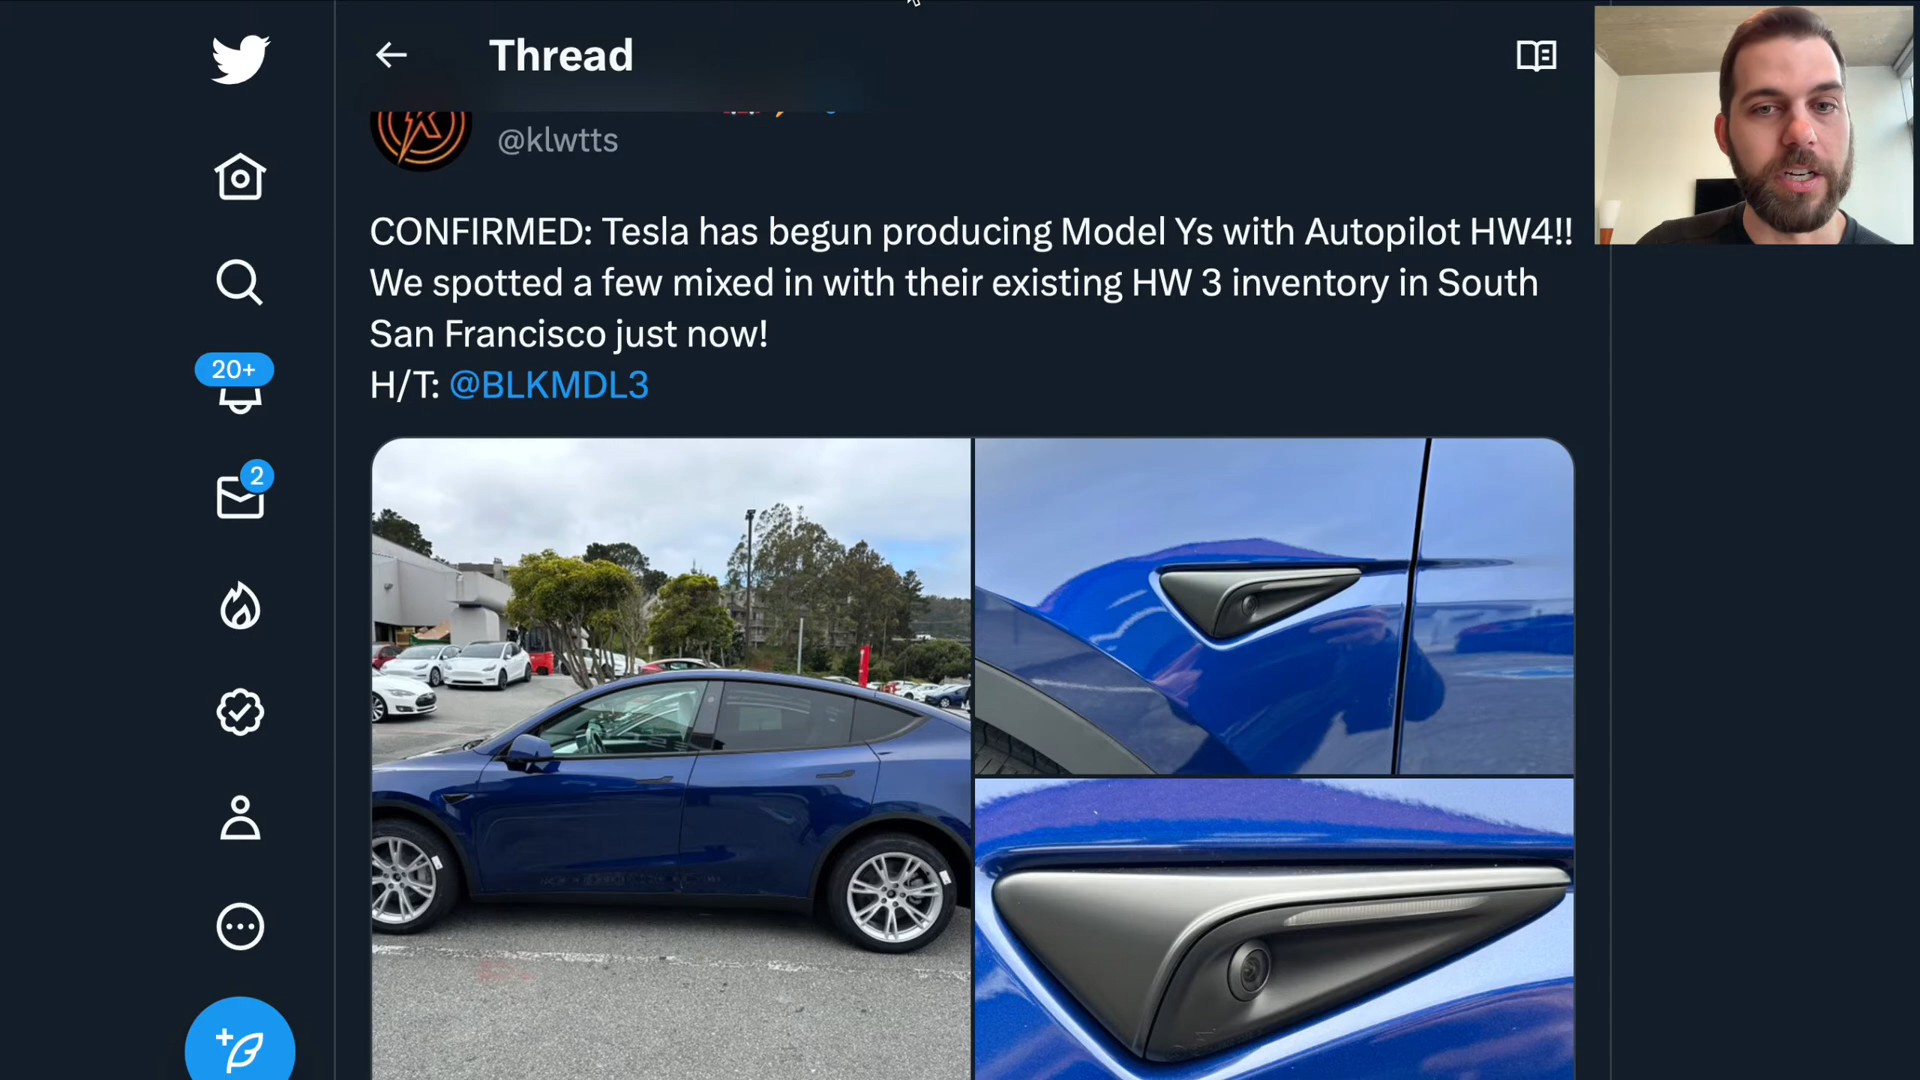 Thread
@klwtts
CONFIRMED: Tesla has begun producing Model Ys with Autopilot HW4!!
We spotted a few mixed in with their existing HW 3 inventory in South
San Francisco just now!
H/T: @BLKMDL3
20+
2